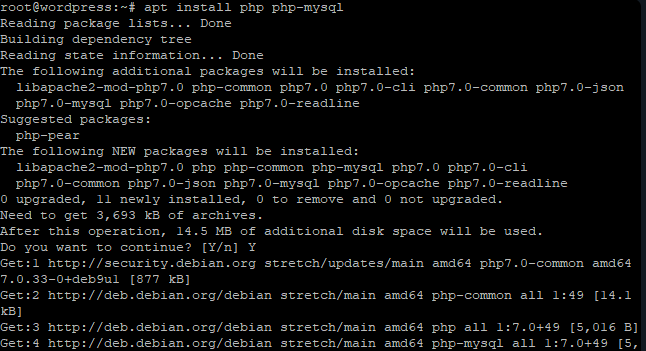 root@wordpress:~# apt install php php-mysql
Reading package lists... Done
Building dependency tree
Reading state information... Done
The following additional packages will be installed:
  libapache2-mod-php7.0 php-common php7.0 php7.0-cli php7.0-common php7.0-json
  php7.0-mysql php7.0-opcache php7.0-readline
Suggested packages:
  php-pear
The following NEW packages will be installed:
  libapache2-mod-php7.0 php php-common php-mysql php7.0 php7.0-cli
  php7.0-common php7.0-json php7.0-mysql php7.0-opcache php7.0-readline
0 upgraded, 11 newly installed, 0 to remove and 0 not upgraded.
Need to get 3,693 kB of archives.
After this operation, 14.5 MB of additional disk space will be used.
Do you want to continue? [Y/n] Y
Get:1 http://security.debian.org stretch/updates/main amd64 php7.0-common amd64
7.0.33-0+deb9u1 [877 kB]
Get:2 http://deb.debian.org/debian stretch/main amd64 php-common all 1:49 [14.1
kB]
Get:3 http://deb.debian.org/debian stretch/main amd64 php all 1:7.0+49 [5,016 B]
Get:4 http://deb.debian.org/debian stretch/main amd64 php-mysql all 1:7.0+49 [5,